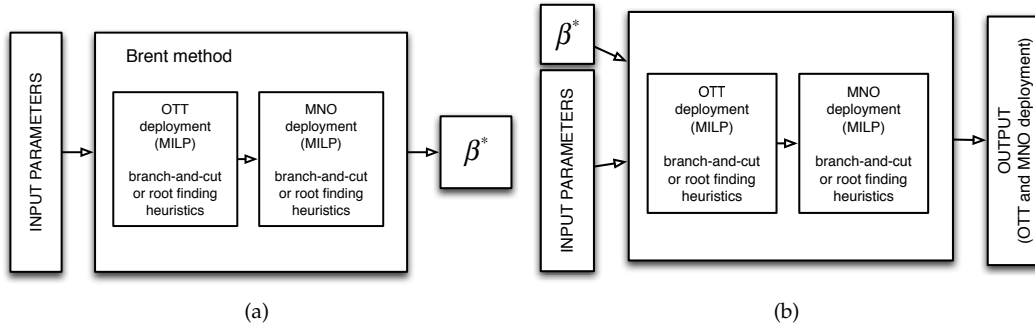 INPUT PARAMETERS
Brent method
OTT
deployment
(MILP)
branch-and-cut
or root finding
heuristics
MNO
deployment
(MILP)
branch-and-cut
or root finding
heuristics
β*
(a)
β*
INPUT PARAMETERS
OTT
deployment
(MILP)
branch-and-cut
or root finding
heuristics
MNO
deployment
(MILP)
branch-and-cut
or root finding
heuristics
OUTPUT
(OTT and MNO deployment)
(b)